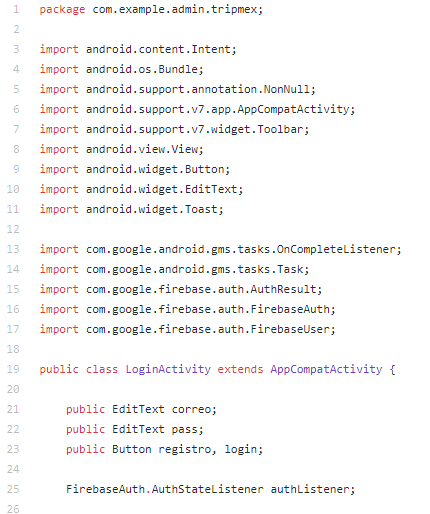 1 package com.example.admin.tripmex;
2
3 import android.content.Intent;
4 import android.os.Bundle;
5 import android.support.annotation.NonNull;
6 import android.support.v7.app.AppCompatActivity;
7 import android.support.v7.widget.Toolbar;
8 import android.view.View;
9 import android.widget.Button;
10 import android.widget.EditText;
11 import android.widget.Toast;
12
13 import com.google.android.gms.tasks.OnCompleteListener;
14 import com.google.android.gms.tasks.Task;
15 import com.google.firebase.auth.AuthResult;
16 import com.google.firebase.auth.FirebaseAuth;
17 import com.google.firebase.auth.FirebaseUser;
18
19 public class LoginActivity extends AppCompatActivity {
20
21 public EditText correo;
22 public EditText pass;
23 public Button registro, login;
24
25 FirebaseAuth.AuthStateListener authListener;
26